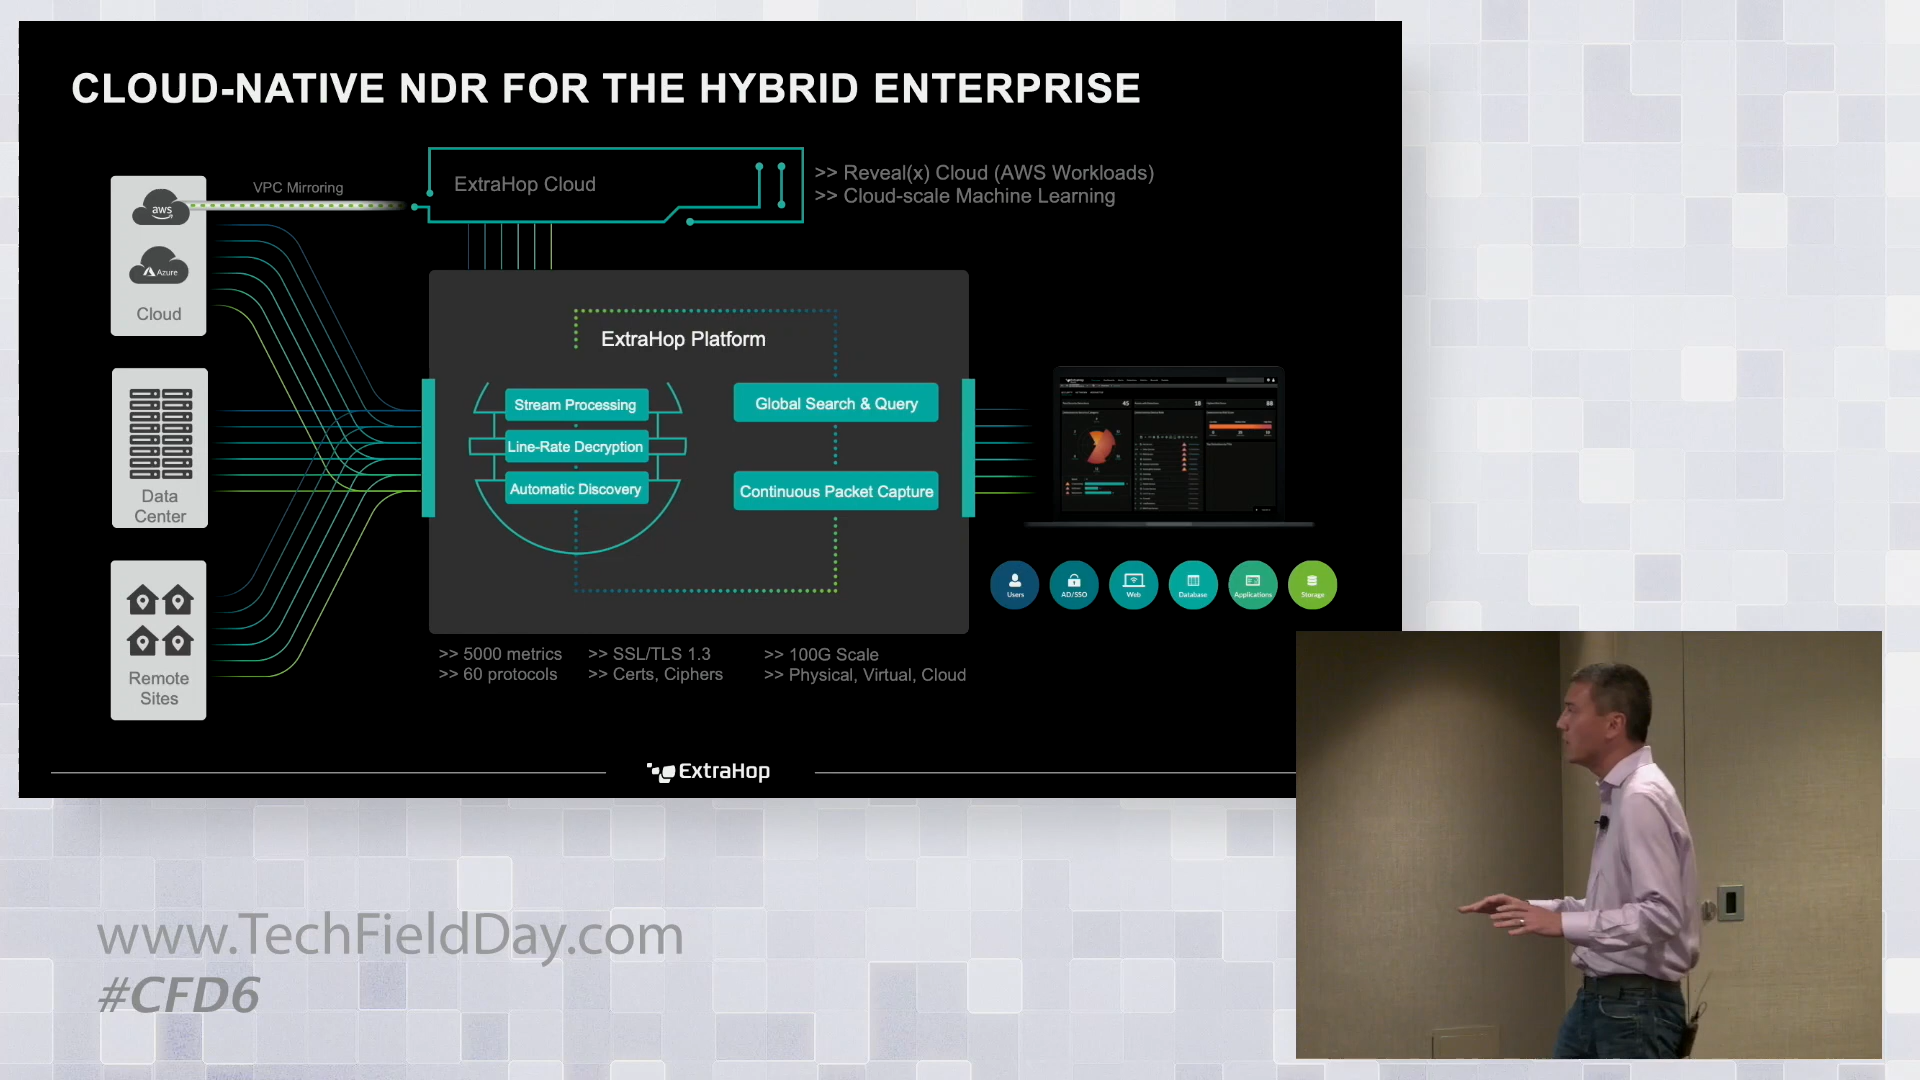 CLOUD-NATIVE NDR FOR THE HYBRID ENTERPRISE
VPC Mirroring
ExtraHop Cloud
>> Reveal(x) Cloud (AWS Workloads)
>> Cloud-scale Machine Learning
aws
Azure
Cloud
Data
Center
Remote
Sites
ExtraHop Platform
Stream Processing
Line-Rate Decryption
Automatic Discovery
Global Search & Query
Continuous Packet Capture
45
18
88
Users
AD/SSO
Web
Database
Applications
Storage
>> 5000 metrics
>> 60 protocols
>> SSL/TLS 1.3
>> Certs, Ciphers
>> 100G Scale
>> Physical, Virtual, Cloud
ExtraHop
www.TechFieldDay.com
#CFD6